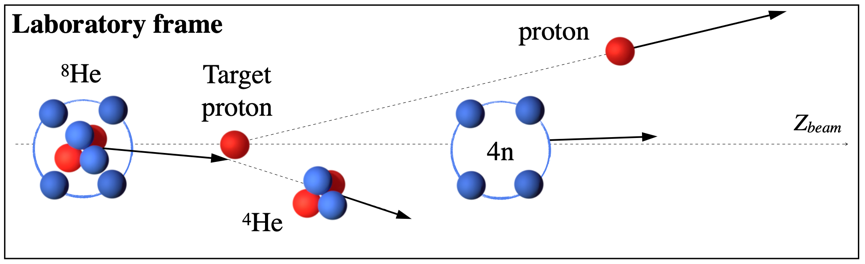 Laboratory frame
⁸He
Target
proton
proton
4n
Z_beam
⁴He